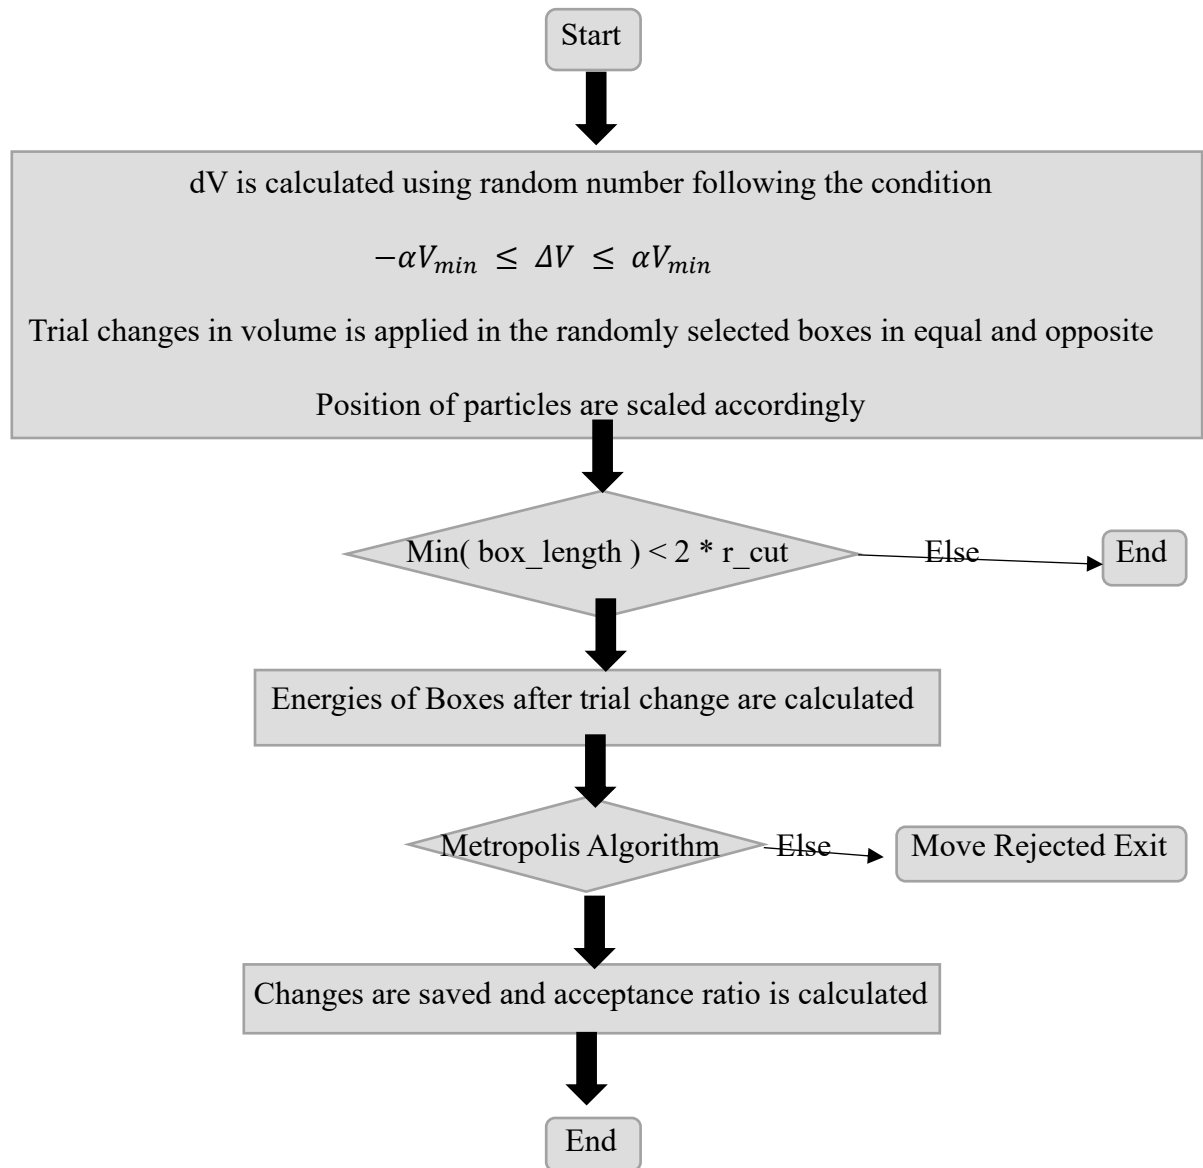 Start
dV is calculated using random number following the condition
−αV_min ≤ ΔV ≤ αV_min
Trial changes in volume is applied in the randomly selected boxes in equal and opposite
Position of particles are scaled accordingly
Min( box_length ) < 2 * r_cut
Else
End
Energies of Boxes after trial change are calculated
Metropolis Algorithm
Else
Move Rejected Exit
Changes are saved and acceptance ratio is calculated
End